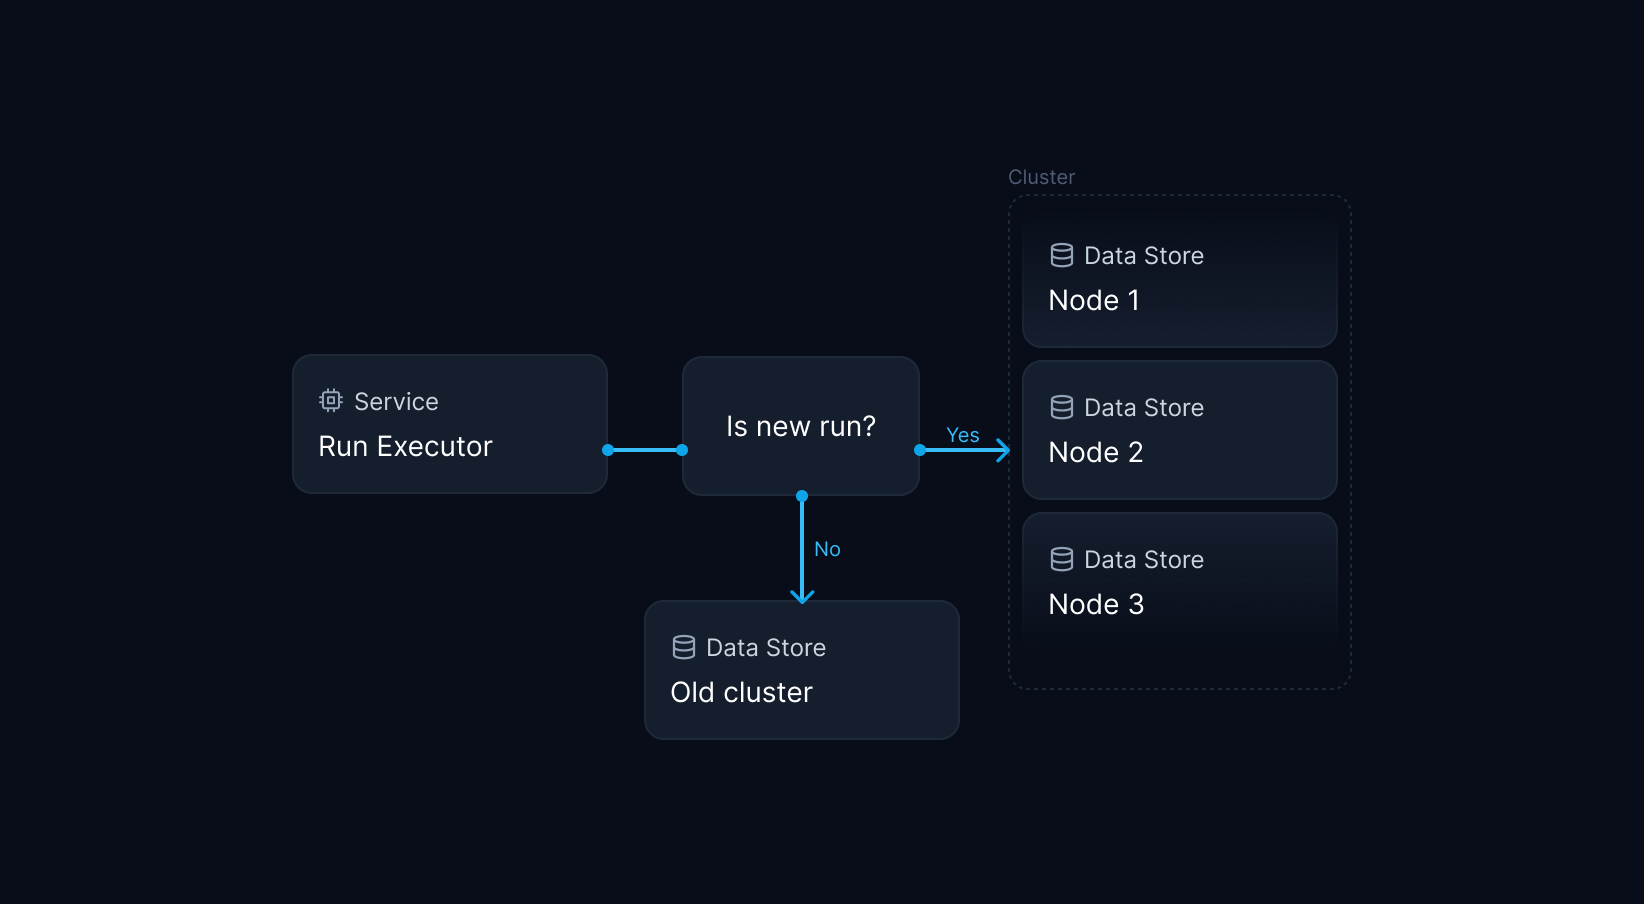 Service
Run Executor
Is new run?
Yes
No
Data Store
Old cluster
Cluster
Data Store
Node 1
Data Store
Node 2
Data Store
Node 3